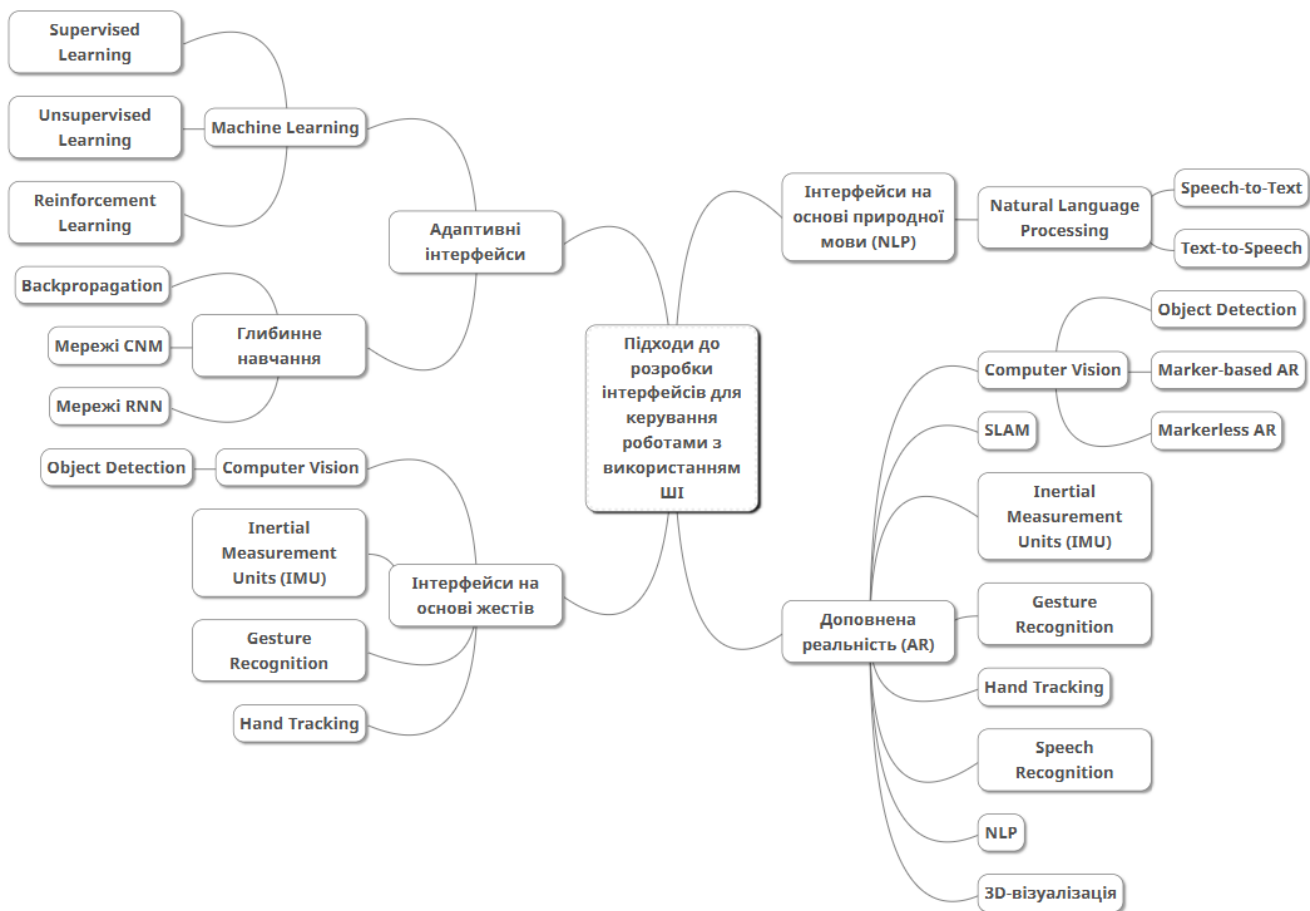 Підходи до
розробки
інтерфейсів для
керування
роботами з
використанням
ШІ
Адаптивні
інтерфейси
Machine Learning
Supervised
Learning
Unsupervised
Learning
Reinforcement
Learning
Глибинне
навчання
Backpropagation
Мережі CNM
Мережі RNN
Інтерфейси на
основі жестів
Computer Vision
Object Detection
Inertial
Measurement
Units (IMU)
Gesture
Recognition
Hand Tracking
Інтерфейси на
основі природної
мови (NLP)
Natural Language
Processing
Speech-to-Text
Text-to-Speech
Доповнена
реальність (AR)
Computer Vision
Object Detection
Marker-based AR
Markerless AR
SLAM
Inertial
Measurement
Units (IMU)
Gesture
Recognition
Hand Tracking
Speech
Recognition
NLP
3D-візуалізація